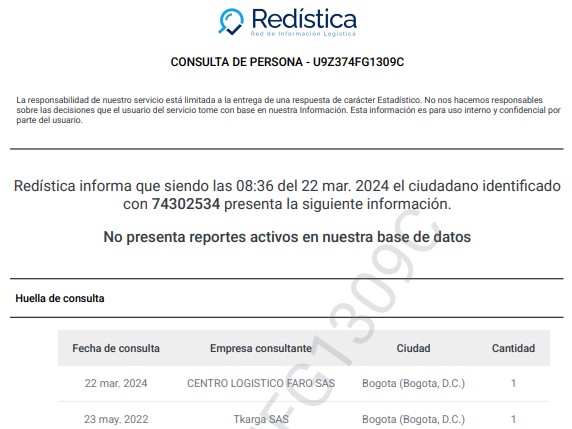 Redística
Red de Información Logística
CONSULTA DE PERSONA - U9Z374FG1309C
La responsabilidad de nuestro servicio está limitada a la entrega de una respuesta de carácter Estadístico. No nos hacemos responsables
sobre las decisiones que el usuario del servicio tome con base en nuestra Información. Esta información es para uso interno y confidencial por
parte del usuario.
Redística informa que siendo las 08:36 del 22 mar. 2024 el ciudadano identificado
con 74302534 presenta la siguiente información.
No presenta reportes activos en nuestra base de datos
Huella de consulta
Fecha de consulta Empresa consultante Ciudad Cantidad
22 mar. 2024 CENTRO LOGISTICO FARO SAS Bogota (Bogota, D.C.) 1
23 may. 2022 Tkarga SAS Bogota (Bogota, D.C.) 1
FG1309C